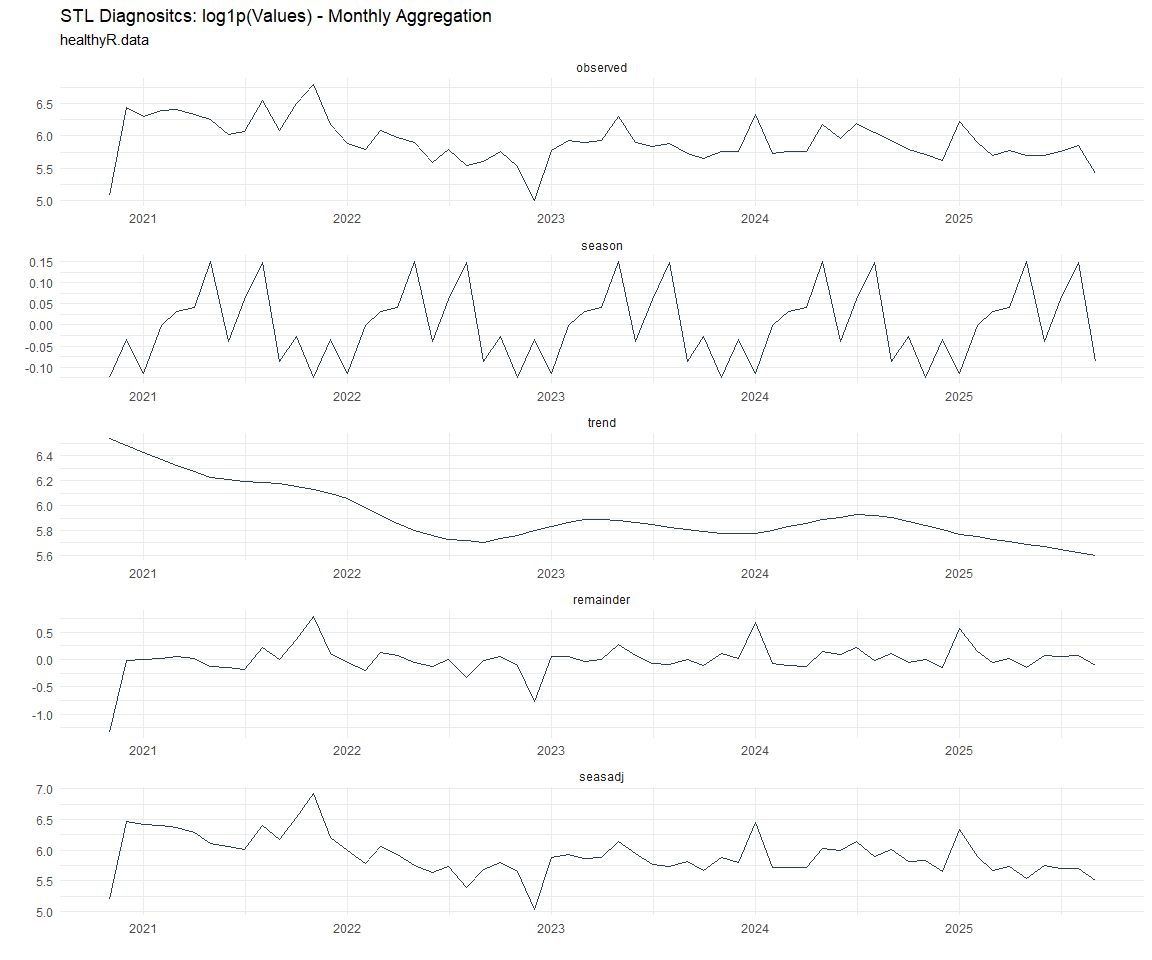 STL Diagnositcs: log1p(Values) - Monthly Aggregation
healthyR.data
observed
6.5
6.0
5.5
5.0
2021 2022 2023 2024 2025
season
0.15
0.10
0.05
0.00
-0.05
-0.10
2021 2022 2023 2024 2025
trend
6.4
6.2
6.0
5.8
5.6
2021 2022 2023 2024 2025
remainder
0.5
0.0
-0.5
-1.0
2021 2022 2023 2024 2025
seasadj
7.0
6.5
6.0
5.5
5.0
2021 2022 2023 2024 2025